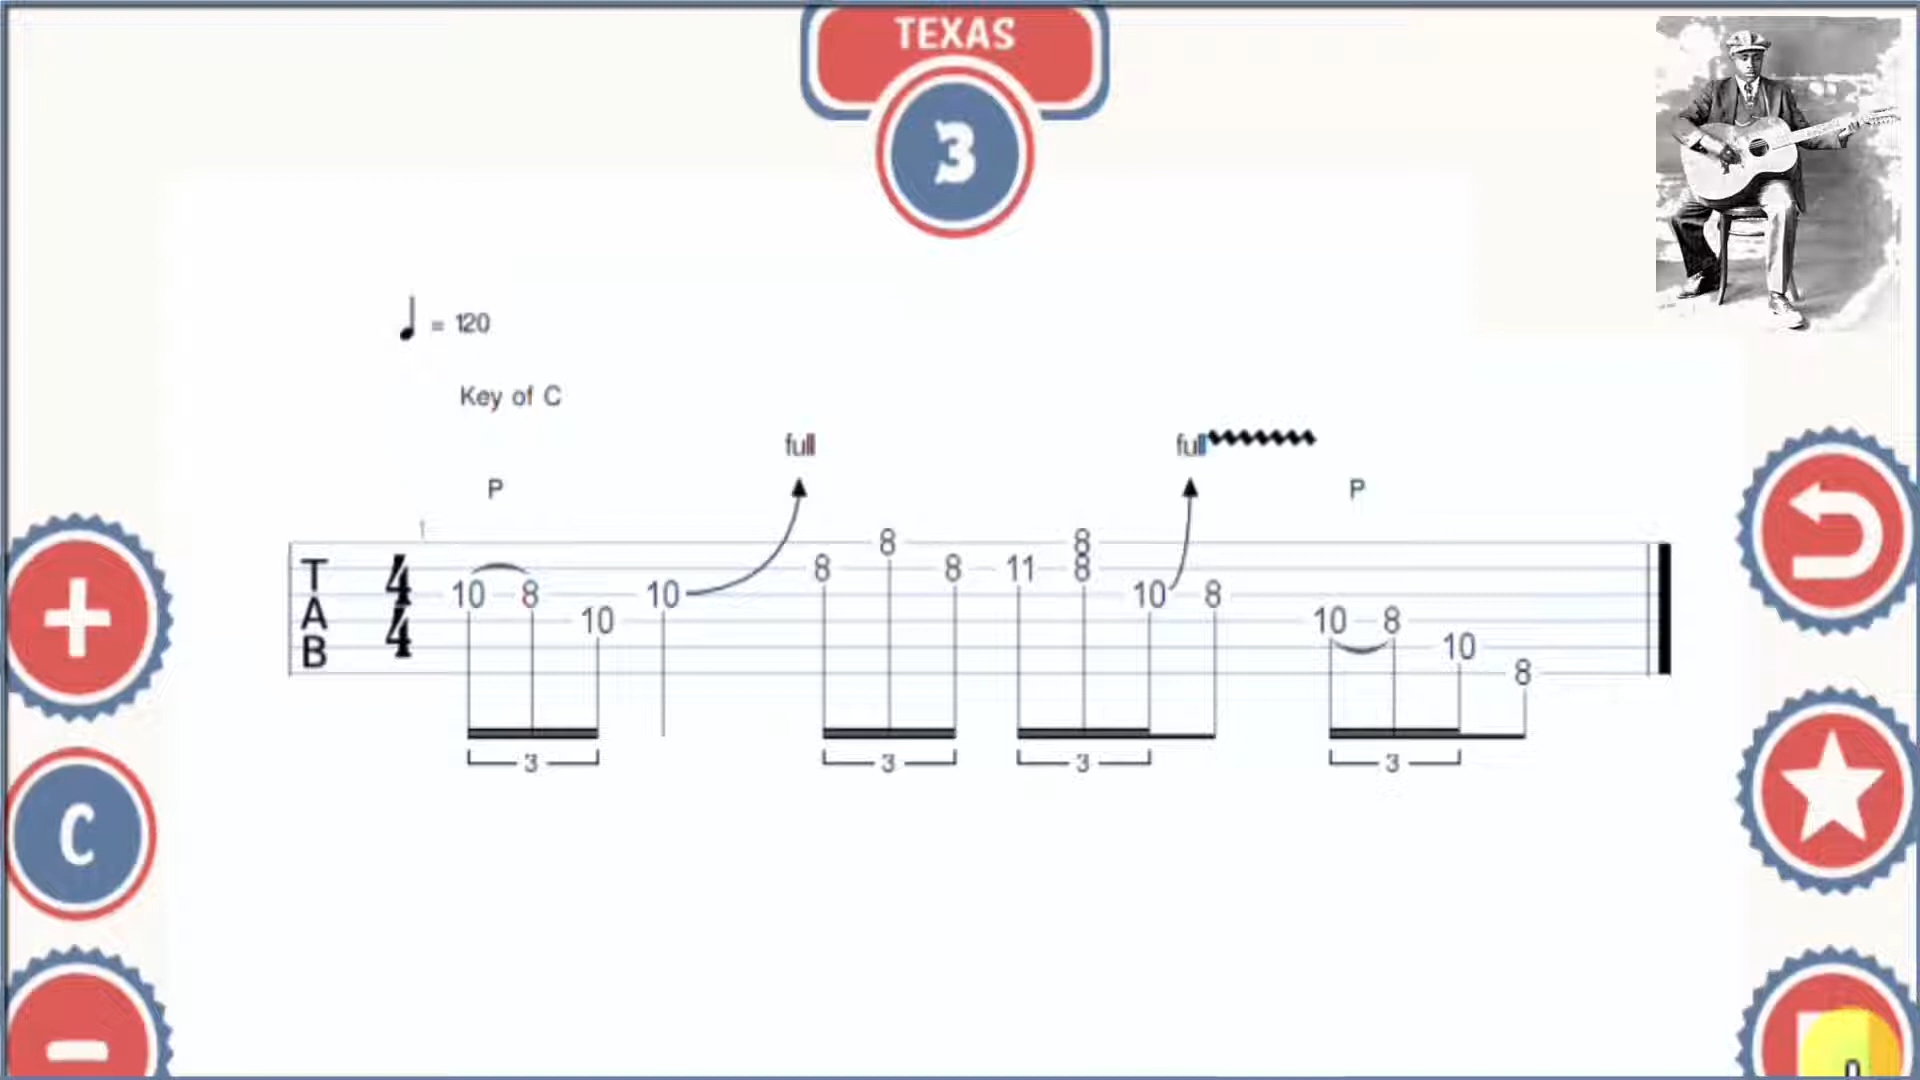 TEXAS
3
= 120
Key of C
full full
P P
1
8 8
8 8 11 8
T 4 10 8 10 10 8
A 4 10 10 8
B 10
8
3 3 3 3
C